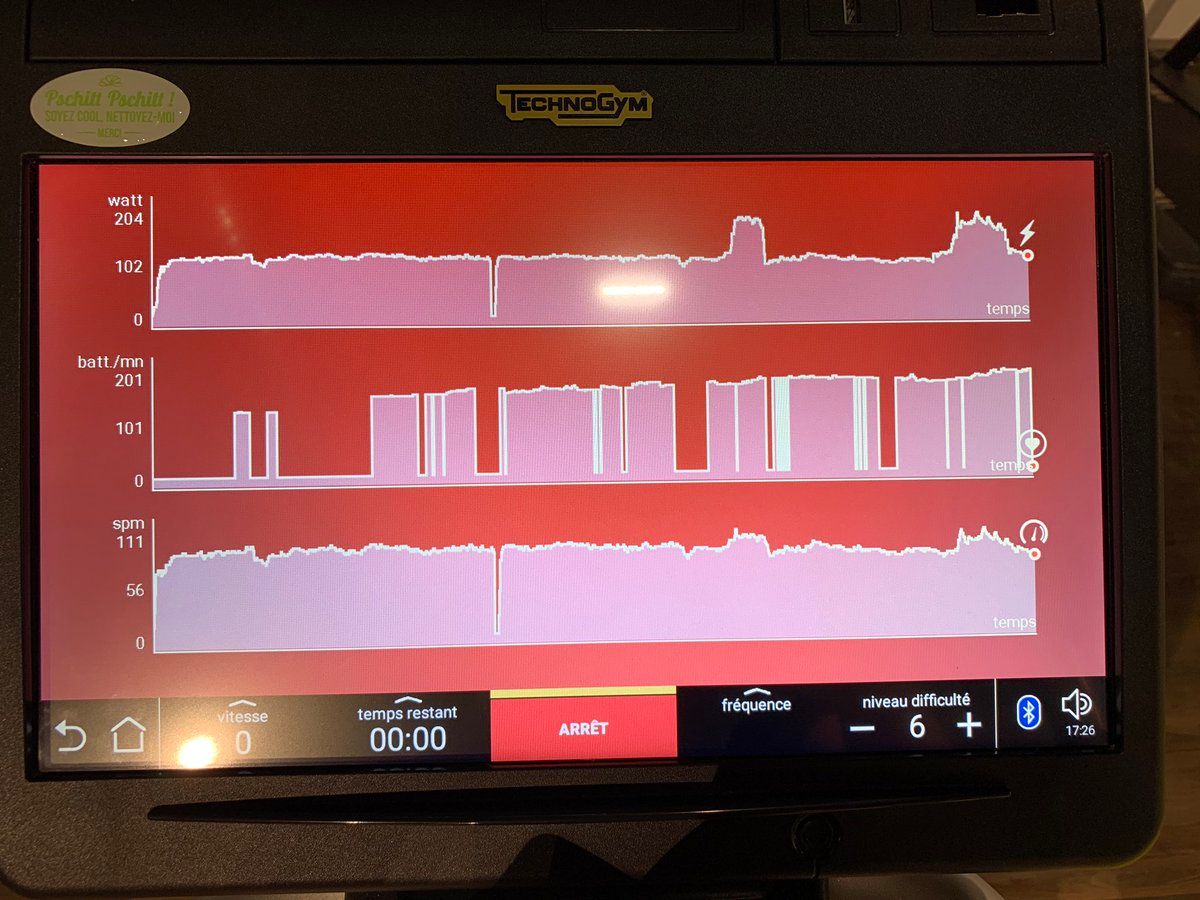 Pschitt Pschitt !
SOYEZ COOL, NETTOYEZ-MOI
MERCI
TECHNOGYM
watt
204
102
0
temps
batt./mn
201
101
0
temps
spm
111
56
0
temps
vitesse
0
temps restant
00:00
ARRÊT
fréquence
niveau difficulté
− 6 +
17:26